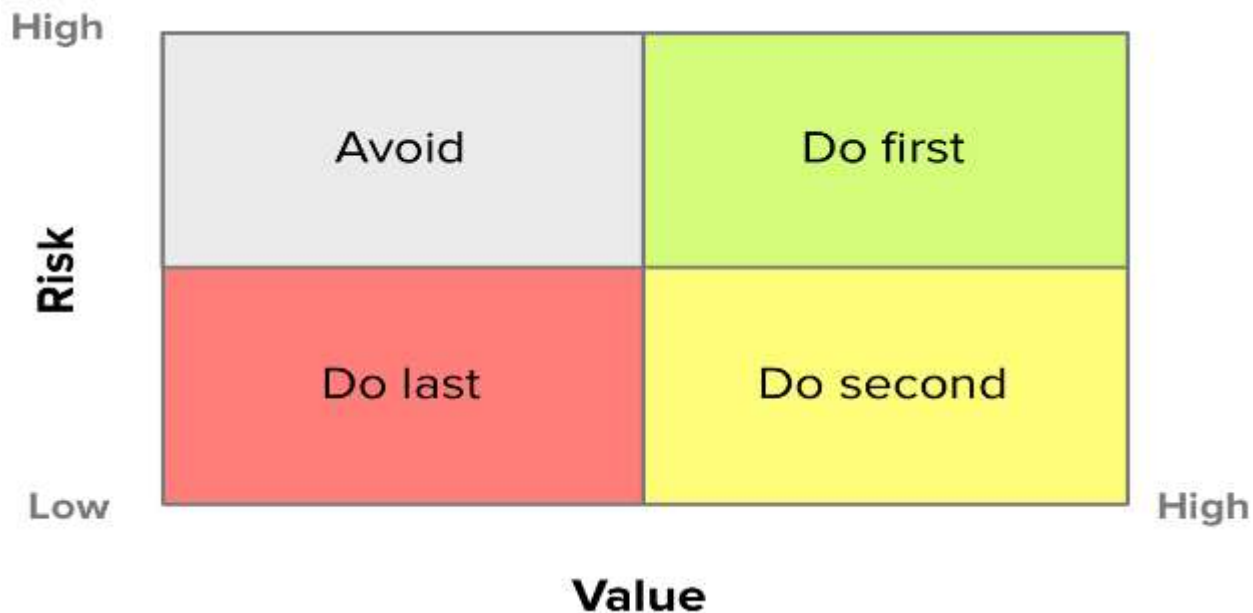 High
Avoid
Do first
Risk
Do last
Do second
Low
High
Value